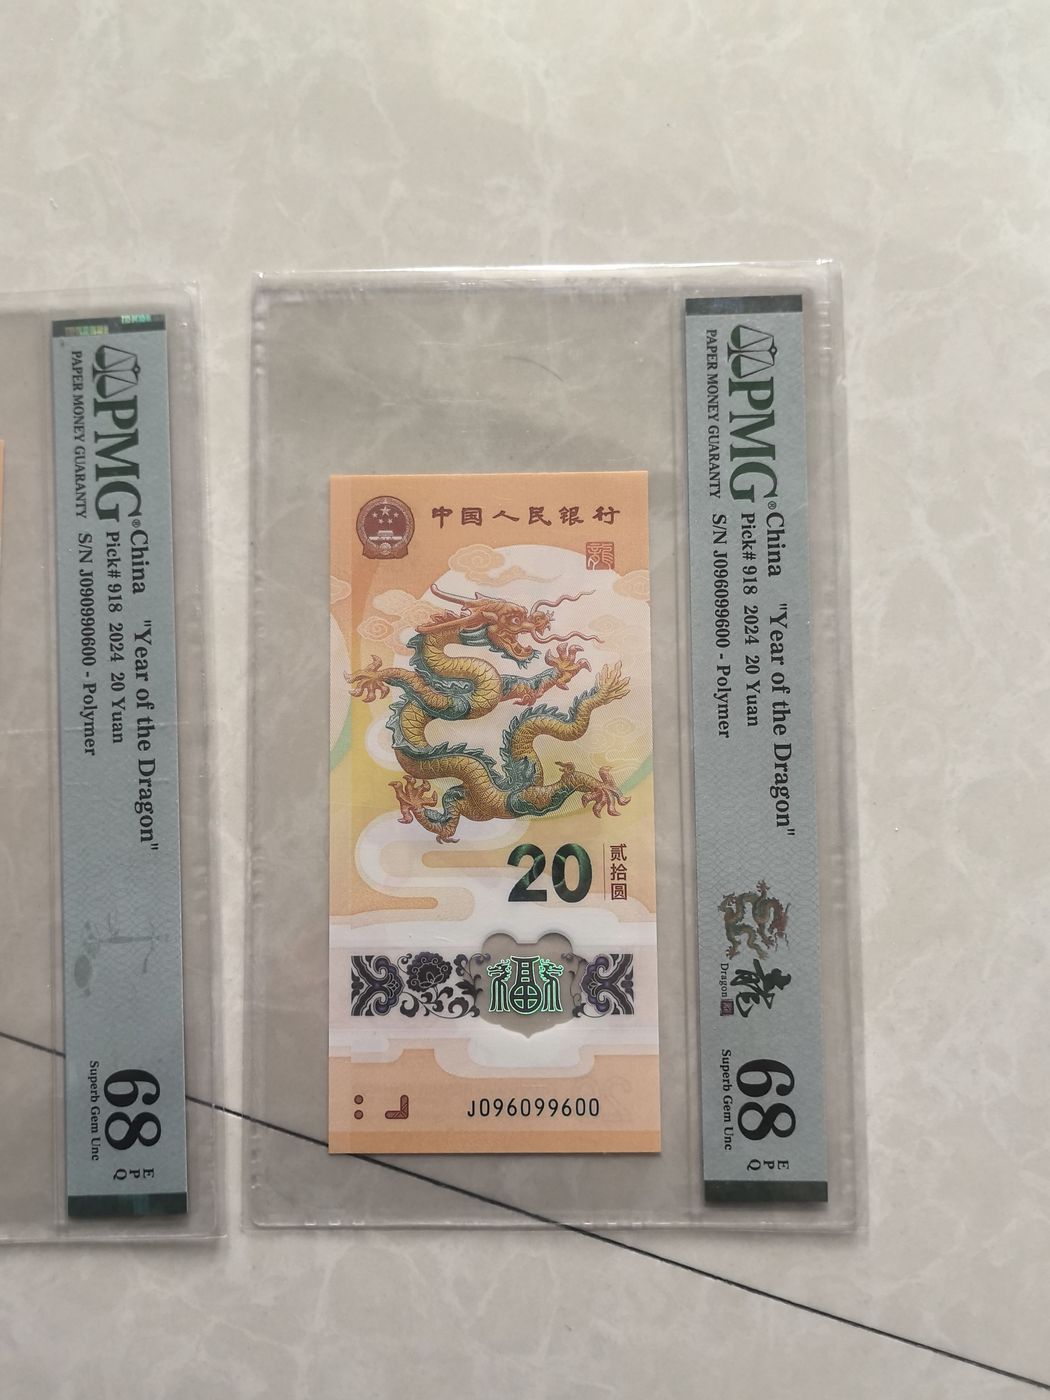 PMG®
PAPER MONEY GUARANTY
China "Year of the Dragon"
Pick# 918 2024 20 Yuan
S/N J090990600 - Polymer
68 EPQ
Superb Gem Unc
中国人民银行
龍
20
贰拾圆
福
J096099600
PMG®
PAPER MONEY GUARANTY
China "Year of the Dragon"
Pick# 918 2024 20 Yuan
S/N J096099600 - Polymer
龍
Dragon
68 EPQ
Superb Gem Unc